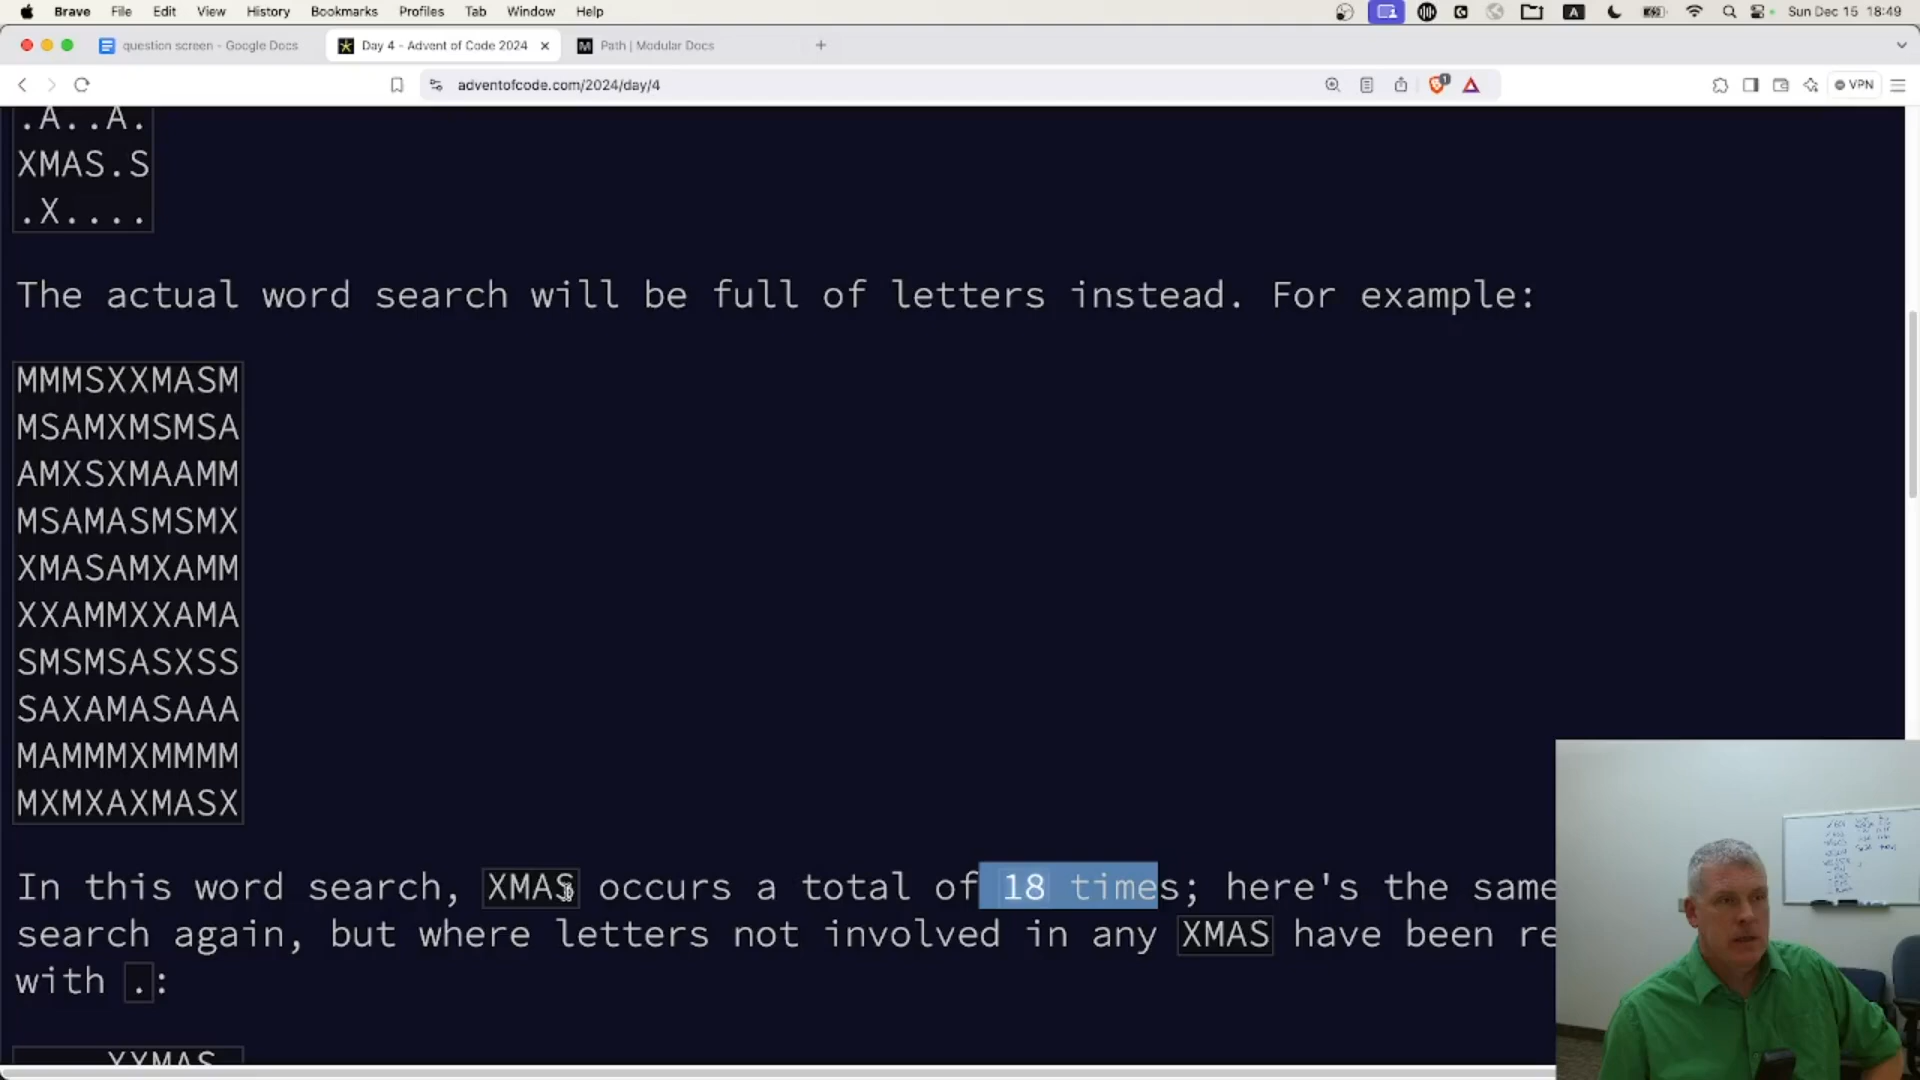 Brave File Edit View History Bookmarks Profiles Tab Window Help
A
Sun Dec 15 18:49
question screen - Google Docs
Day 4 - Advent of Code 2024
M Path | Modular Docs
adventofcode.com/2024/day/4
1
VPN
.A..A.
XMAS.S
.X....
The actual word search will be full of letters instead. For example:
MMMSXXMASM
MSAMXMSMSA
AMXSXMAAMM
MSAMASMSMX
XMASAMXAMM
XXAMMXXAMA
SMSMSASXSS
SAXAMASAAA
MAMMMXMMMM
MXMXAXMASX
In this word search, XMAS occurs a total of 18 times; here's the same
search again, but where letters not involved in any XMAS have been re
with .:
XXMAS